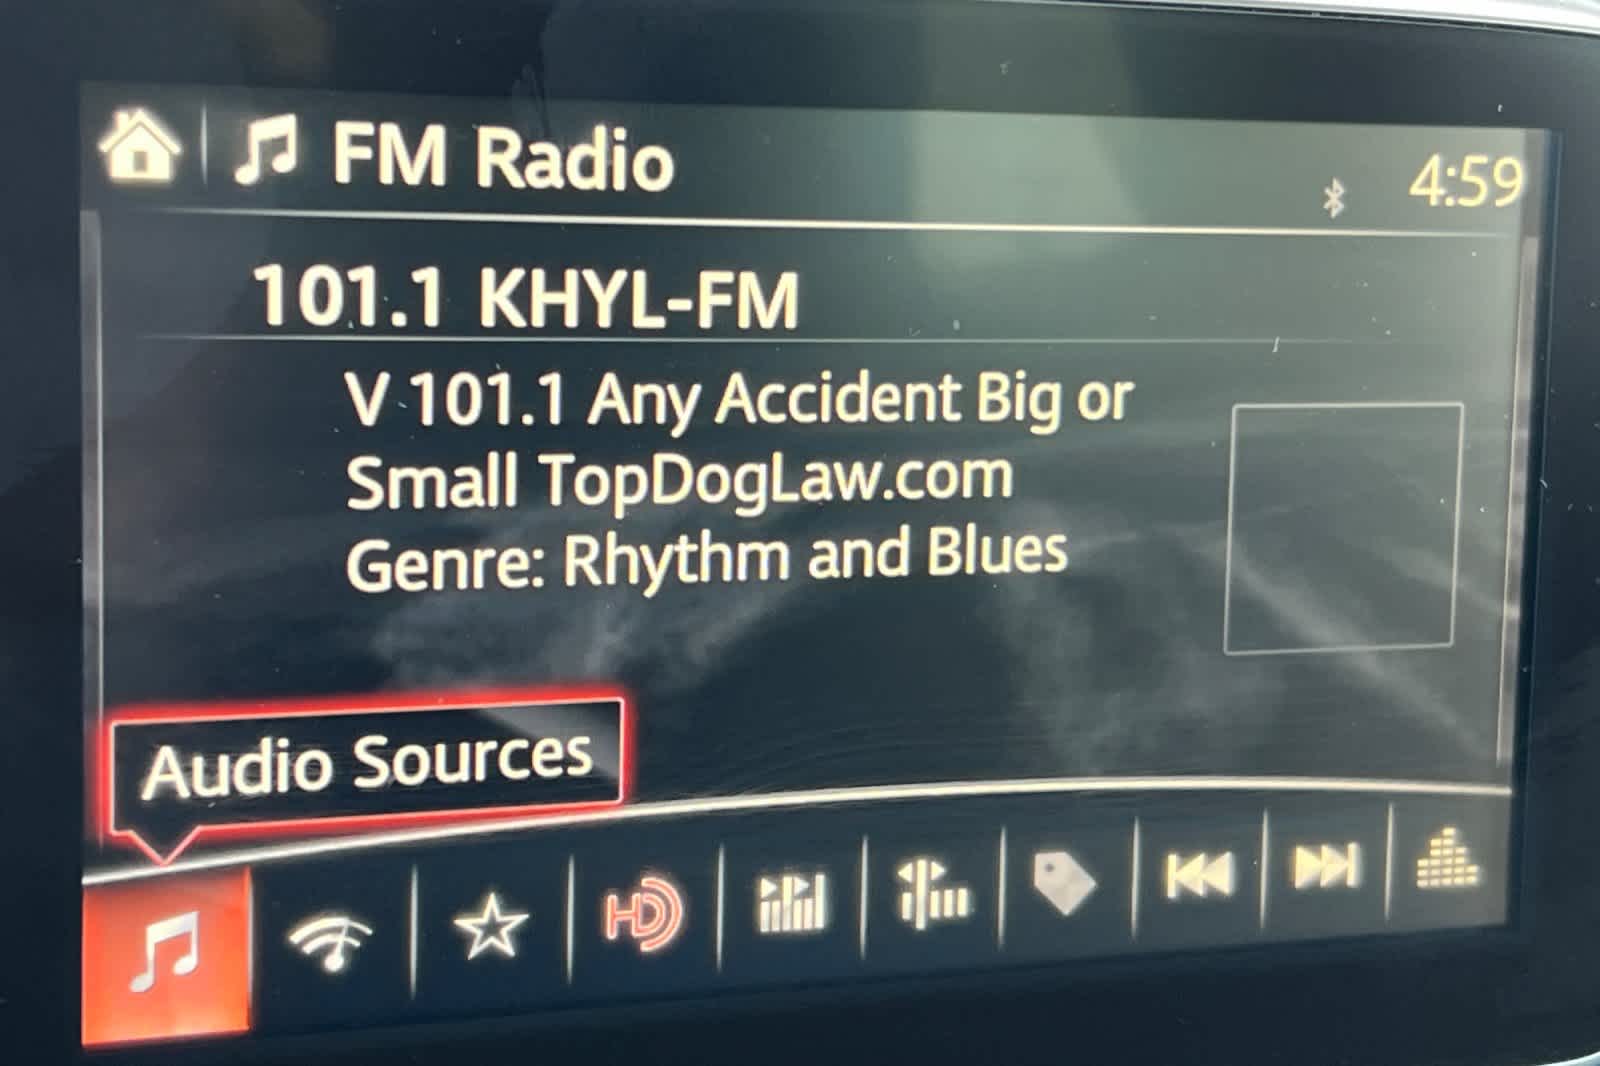 FM Radio
4:59
101.1 KHYL-FM
V 101.1 Any Accident Big or
Small TopDogLaw.com
Genre: Rhythm and Blues
Audio Sources
HD